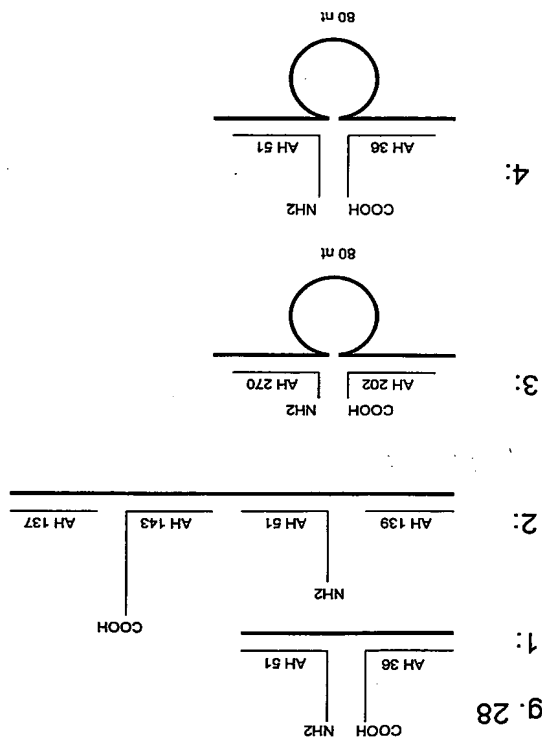 g. 28
COOH NH2
1: AH 36 AH 51
COOH
NH2
2: AH 139 AH 51 AH 143 AH 137
COOH NH2
3: AH 202 AH 270
80 nt
COOH NH2
4: AH 36 AH 51
80 nt